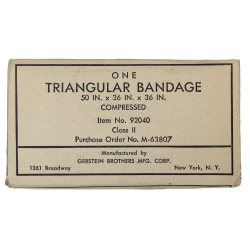 ONE
TRIANGULAR BANDAGE
50 IN. x 36 IN. x 36 IN.
COMPRESSED
Item No. 92040
Class II
Purchase Order No. M-63807
Manufactured by
GERSTEIN BROTHERS MFG. CORP.
1261 Broadway New York, N. Y.